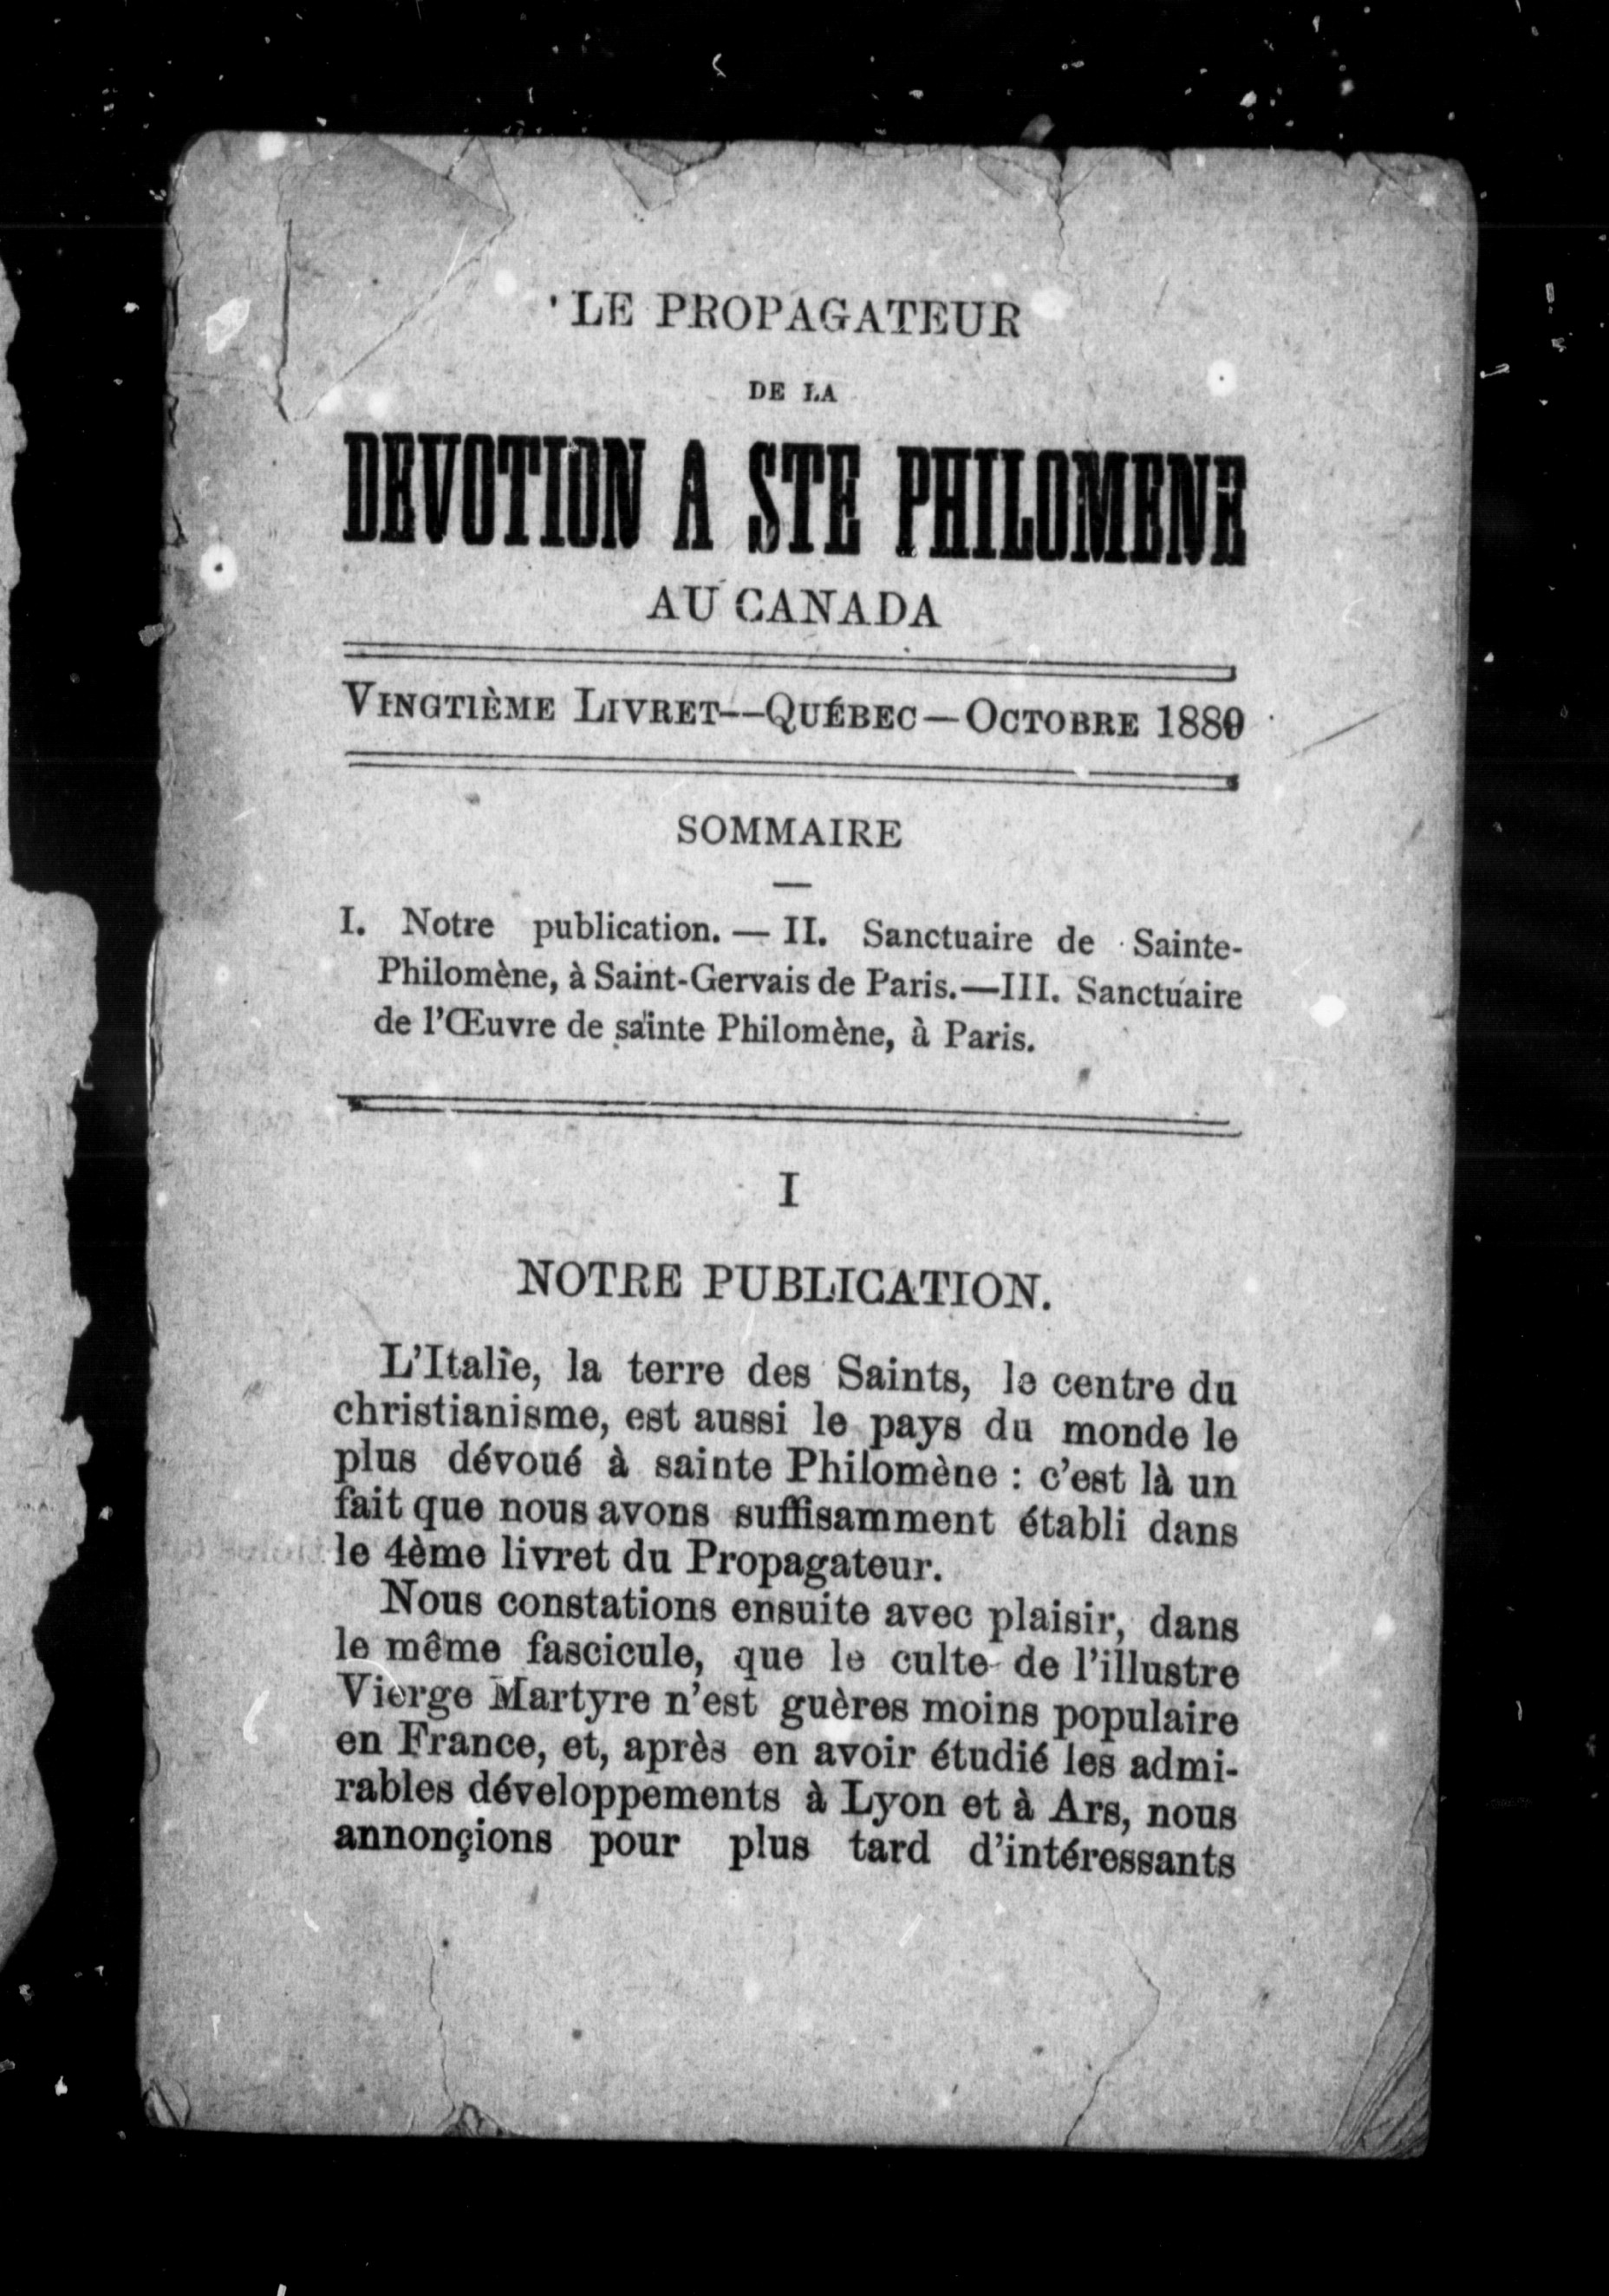 LE PROPAGATEUR
DE LA
DEVOTION A STE PHILOMENE
AU CANADA
VINGTIÈME LIVRET--QUÉBEC—OCTOBRE 1880
SOMMAIRE
I. Notre publication. — II. Sanctuaire de Sainte-
Philomène, à Saint-Gervais de Paris.—III. Sanctuaire
de l'Œuvre de sainte Philomène, à Paris.
I
NOTRE PUBLICATION.
L'Italie, la terre des Saints, le centre du
christianisme, est aussi le pays du monde le
plus dévoué à sainte Philomène : c'est là un
fait que nous avons suffisamment établi dans
le 4ème livret du Propagateur.
Nous constations ensuite avec plaisir, dans
le même fascicule, que le culte de l'illustre
Vierge Martyre n'est guères moins populaire
en France, et, après en avoir étudié les admi-
rables développements à Lyon et à Ars, nous
annonçions pour plus tard d'intéressants